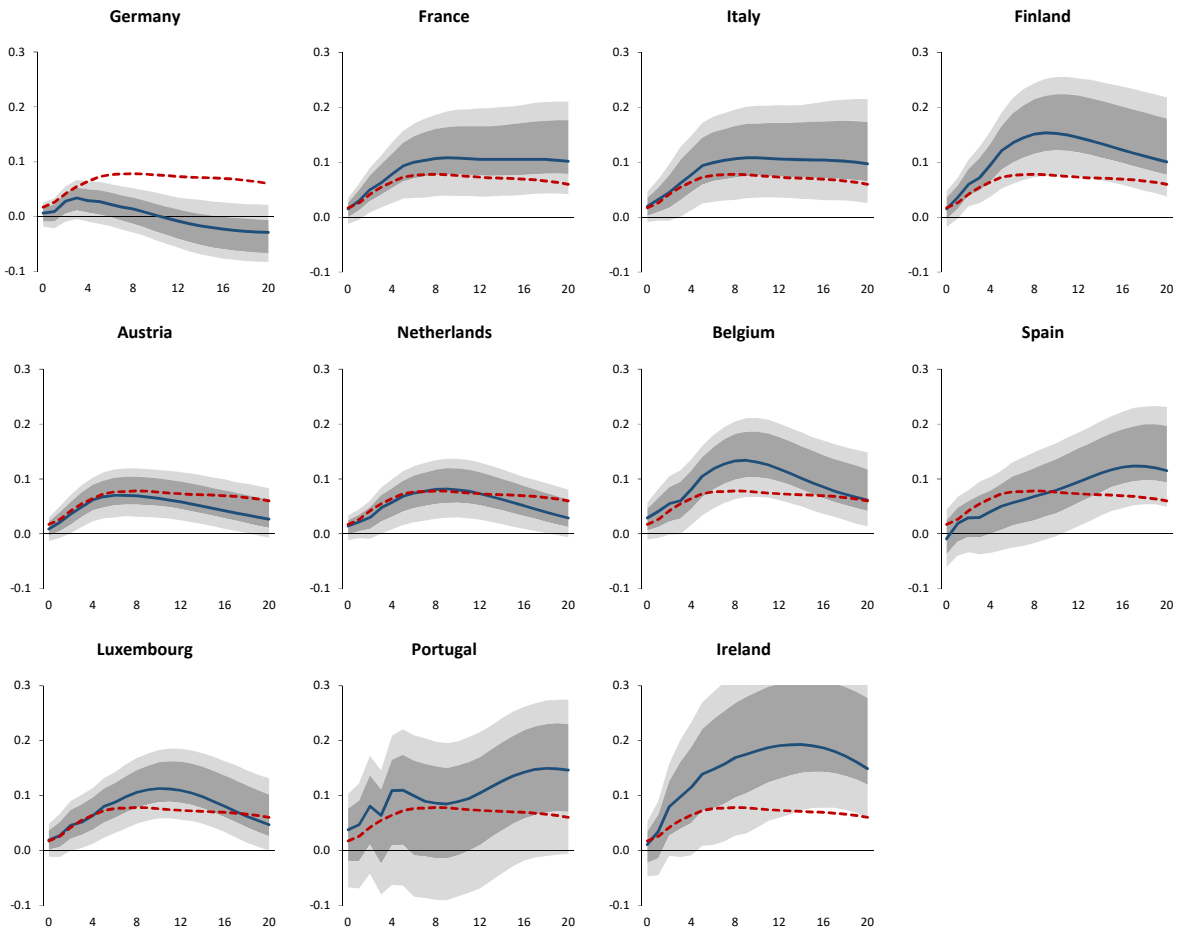 Germany France Italy Finland
0.3 0.3 0.3 0.3
0.2 0.2 0.2 0.2
0.1 0.1 0.1 0.1
0.0 0.0 0.0 0.0
-0.1 -0.1 -0.1 -0.1
0 4 8 12 16 20 0 4 8 12 16 20 0 4 8 12 16 20 0 4 8 12 16 20
Austria Netherlands Belgium Spain
0.3 0.3 0.3 0.3
0.2 0.2 0.2 0.2
0.1 0.1 0.1 0.1
0.0 0.0 0.0 0.0
-0.1 -0.1 -0.1 -0.1
0 4 8 12 16 20 0 4 8 12 16 20 0 4 8 12 16 20 0 4 8 12 16 20
Luxembourg Portugal Ireland
0.3 0.3 0.3
0.2 0.2 0.2
0.1 0.1 0.1
0.0 0.0 0.0
-0.1 -0.1 -0.1
0 4 8 12 16 20 0 4 8 12 16 20 0 4 8 12 16 20